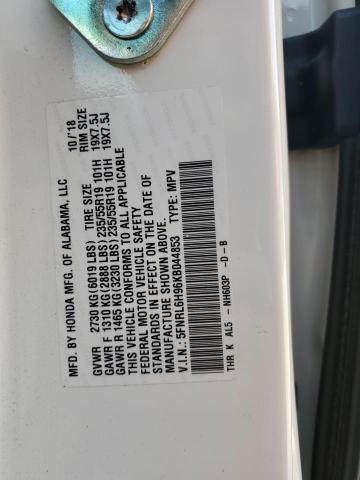 MFD. BY HONDA MFG. OF ALABAMA, LLC 10/'18
TIRE SIZE RIM SIZE
GVWR 2730 KG(6019 LBS)
GAWR F 1310 KG(2888 LBS) 235/55R19 101H 19X7.5J
GAWR R 1465 KG(3230 LBS) 235/55R19 101H 19X7.5J
THIS VEHICLE CONFORMS TO ALL APPLICABLE
FEDERAL MOTOR VEHICLE SAFETY
STANDARDS IN EFFECT ON THE DATE OF
MANUFACTURE SHOWN ABOVE.
V.I.N.: 5FNRL6H96KB044853 TYPE: MPV
THR K AL5 - NH603P -D-B